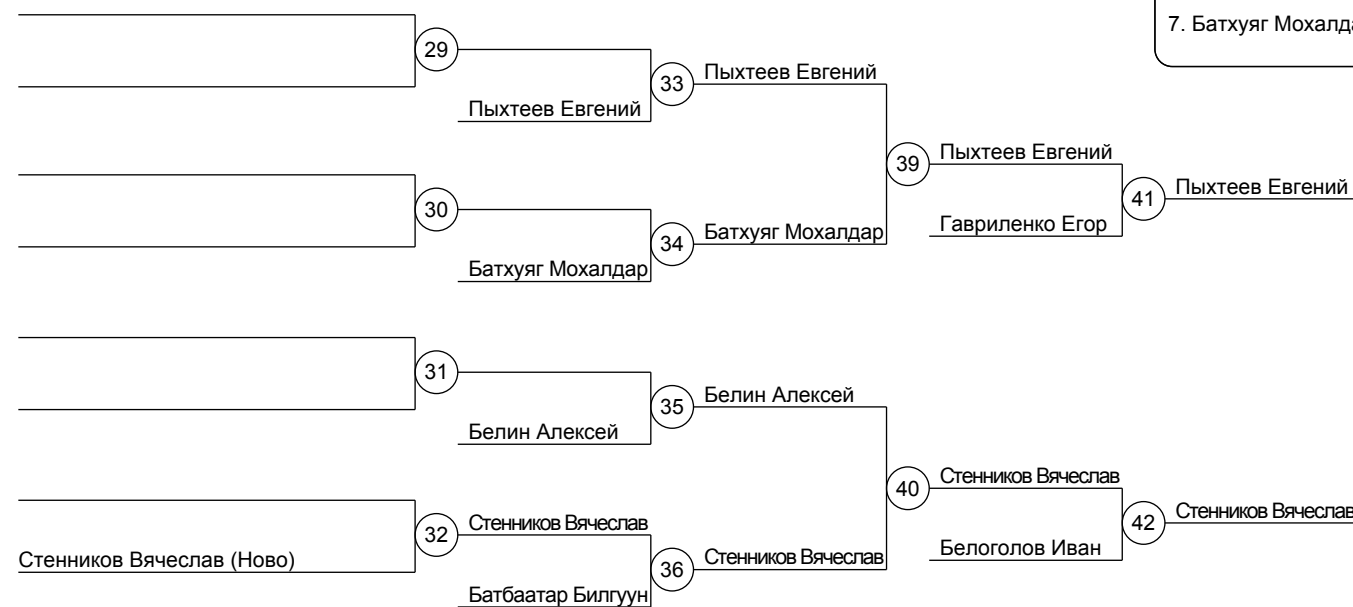 7. Батхуяг Мохалда
29
Пыхтеев Евгений
33
Пыхтеев Евгений
39
Пыхтеев Евгений
Гавриленко Егор
41
Пыхтеев Евгений
30
Батхуяг Мохалдар
34
Батхуяг Мохалдар
31
Белин Алексей
35
Белин Алексей
40
Стенников Вячеслав
Белоголов Иван
42
Стенников Вячеслав
Стенников Вячеслав (Ново)
32
Стенников Вячеслав
Батбаатар Билгуун
36
Стенников Вячеслав